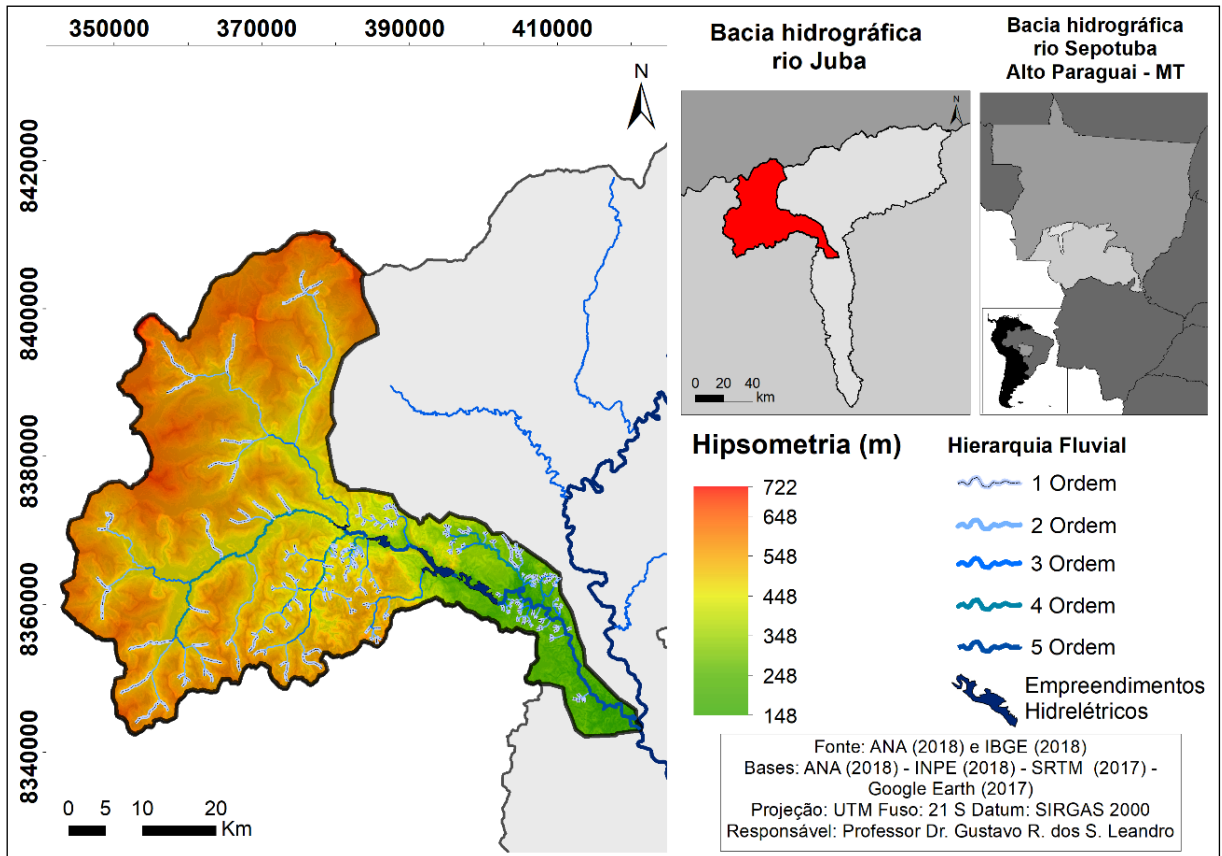 350000 370000 390000 410000
8420000
8400000
8380000
8360000
8340000
N
0 5 10 20
Km
Bacia hidrográfica
rio Juba
N
0 20 40
km
Bacia hidrográfica
rio Sepotuba
Alto Paraguai - MT
Hipsometria (m)
722
648
548
448
348
248
148
Hierarquia Fluvial
1 Ordem
2 Ordem
3 Ordem
4 Ordem
5 Ordem
Empreendimentos
Hidrelétricos
Fonte: ANA (2018) e IBGE (2018)
Bases: ANA (2018) - INPE (2018) - SRTM (2017) -
Google Earth (2017)
Projeção: UTM Fuso: 21 S Datum: SIRGAS 2000
Responsável: Professor Dr. Gustavo R. dos S. Leandro